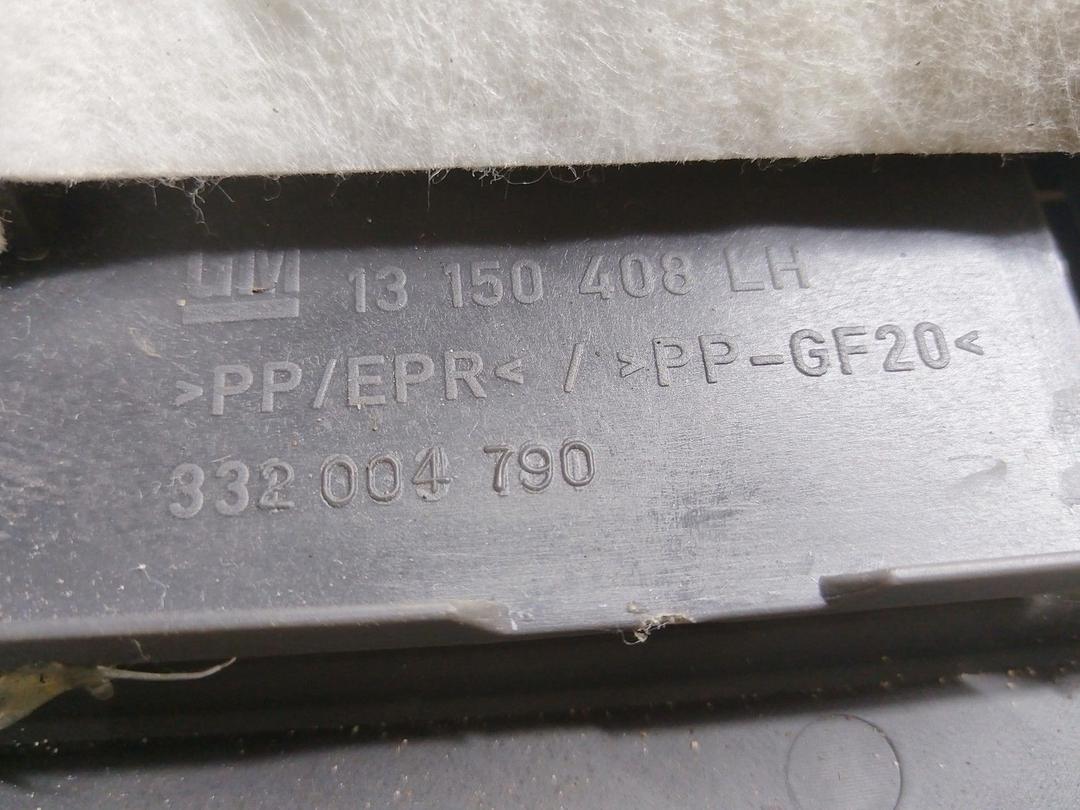 GM 13 150 408 LH
>PP/EPR< / >PP-GF20<
332 004 790